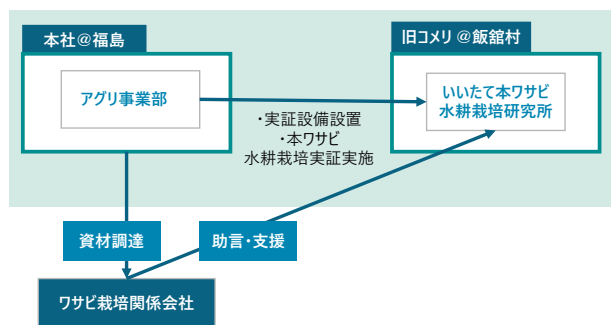 本社@福島
旧コメリ@飯舘村
アグリ事業部
いいたて本ワサビ
水耕栽培研究所
・実証設備設置
・本ワサビ
水耕栽培実証実施
資材調達
助言・支援
ワサビ栽培関係会社